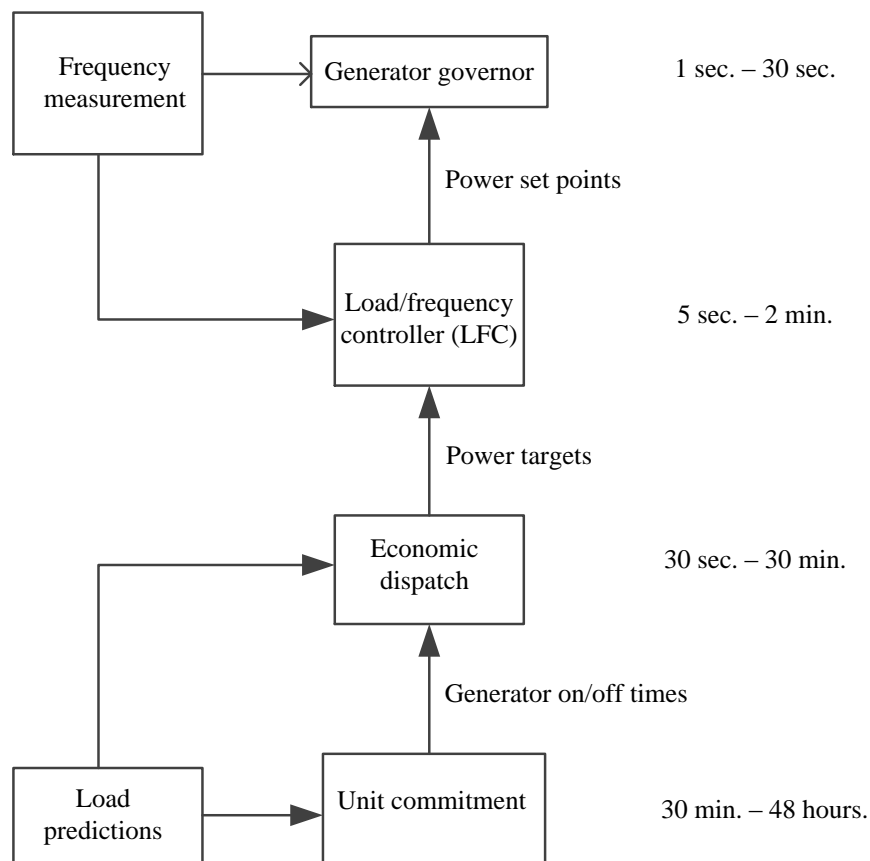 Frequency
measurement
Generator governor
1 sec. – 30 sec.
Power set points
Load/frequency
controller (LFC)
5 sec. – 2 min.
Power targets
Economic
dispatch
30 sec. – 30 min.
Generator on/off times
Load
predictions
Unit commitment
30 min. – 48 hours.